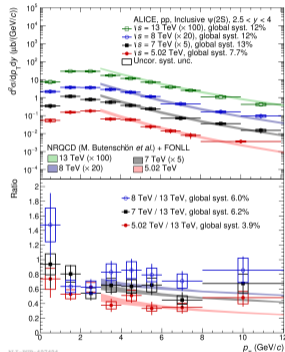 ALICE, pp, Inclusive ψ(2S), 2.5 < y < 4
√s = 13 TeV (× 100), global syst. 12%
√s = 8 TeV (× 20), global syst. 12%
√s = 7 TeV (× 5), global syst. 13%
√s = 5.02 TeV, global syst. 7.7%
Uncor. syst. unc.
d²σ/dp_T dy (μb/(GeV/c))
10⁵
10⁴
10³
10²
10
1
10⁻¹
10⁻²
10⁻³
10⁻⁴
NRQCD (M. Butenschön et al.) + FONLL
13 TeV (× 100)
7 TeV (× 5)
8 TeV (× 20)
5.02 TeV
Ratio
2
1.8
1.6
1.4
1.2
1
0.8
0.6
0.4
0.2
0
8 TeV / 13 TeV, global syst. 6.0%
7 TeV / 13 TeV, global syst. 6.2%
5.02 TeV / 13 TeV, global syst. 3.9%
0 2 4 6 8 10 12
p_T (GeV/c)